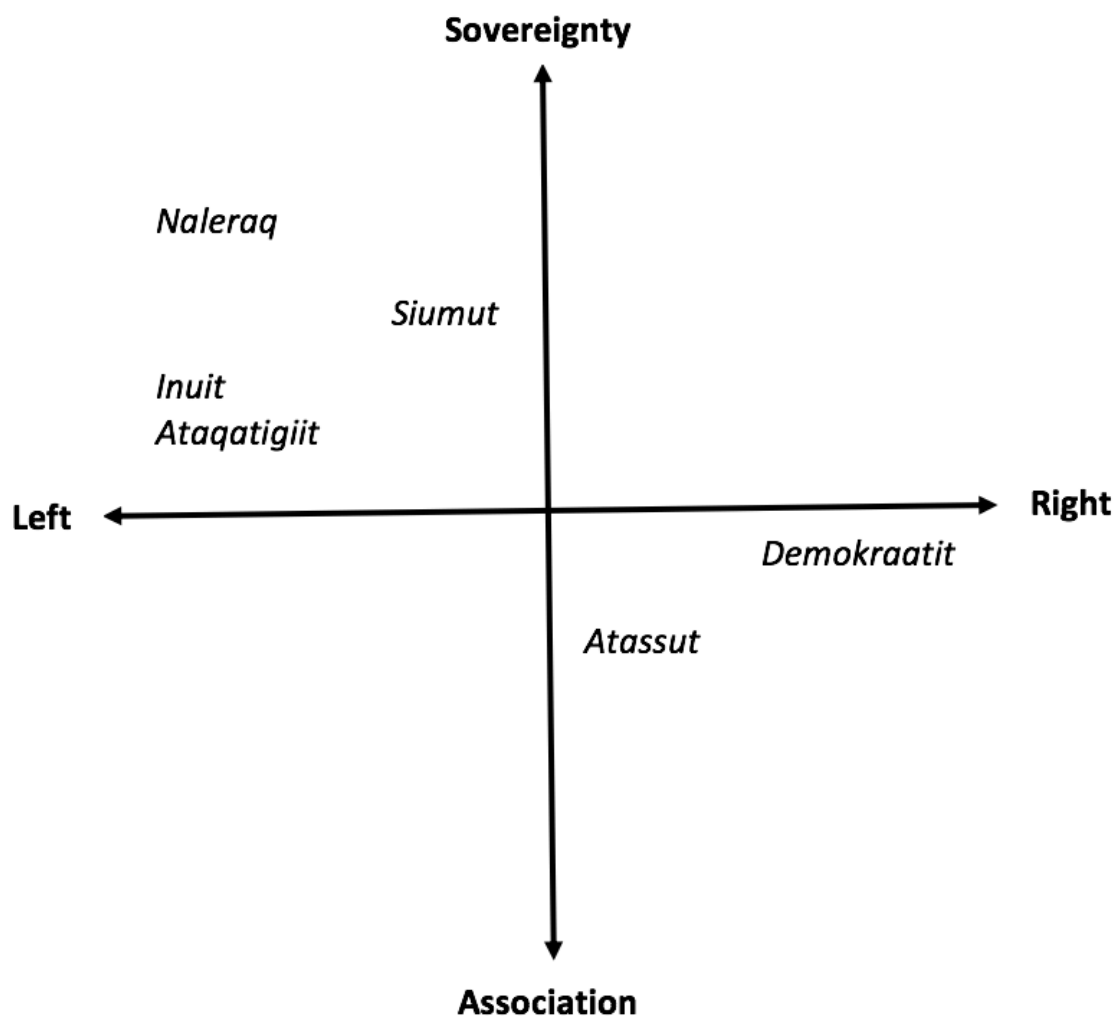 Sovereignty
Naleraq
Siumut
Inuit
Ataqatigiit
Left
Right
Demokraatit
Atassut
Association